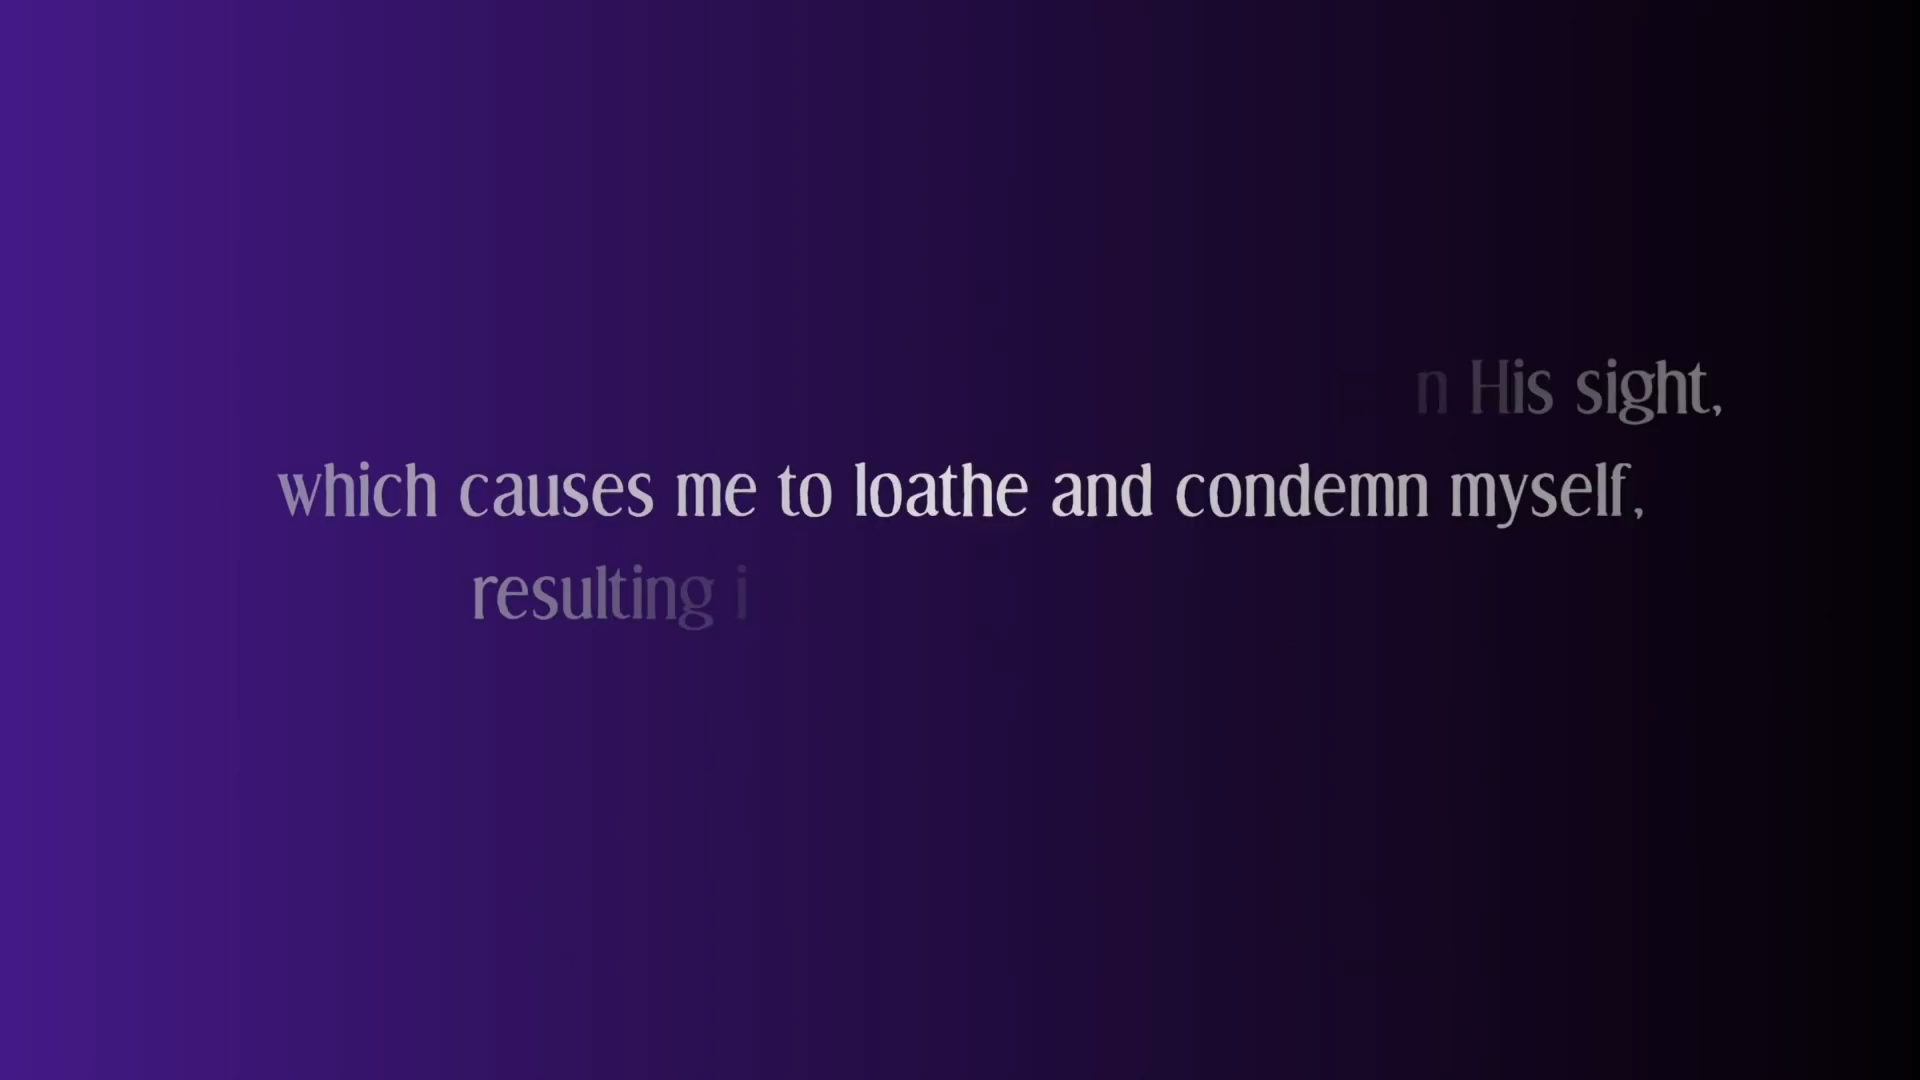 n His sight,
which causes me to loathe and condemn myself,
resulting i